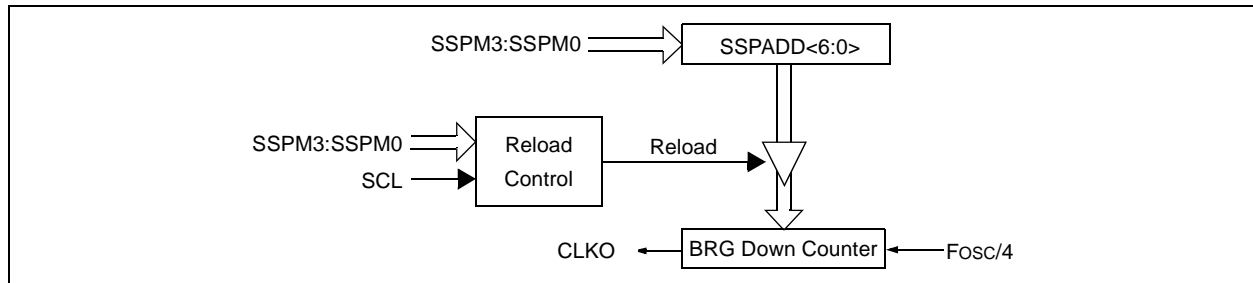 SSPM3:SSPM0
SSPADD<6:0>
SSPM3:SSPM0
SCL
Reload
Control
Reload
CLKO
BRG Down Counter
FOSC/4